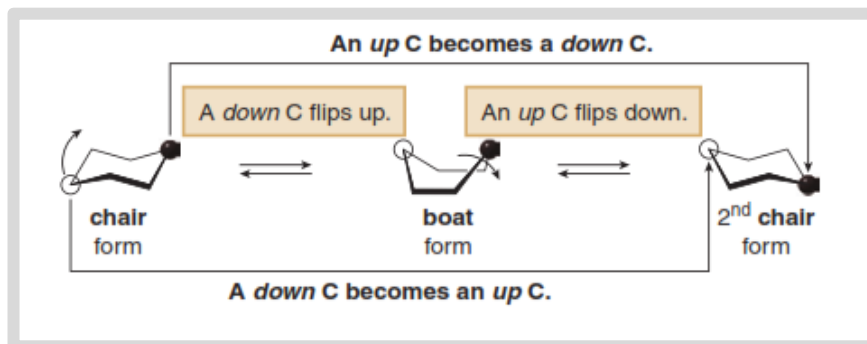 An up C becomes a down C.
A down C flips up.
An up C flips down.
chair
form
boat
form
2nd chair
form
A down C becomes an up C.